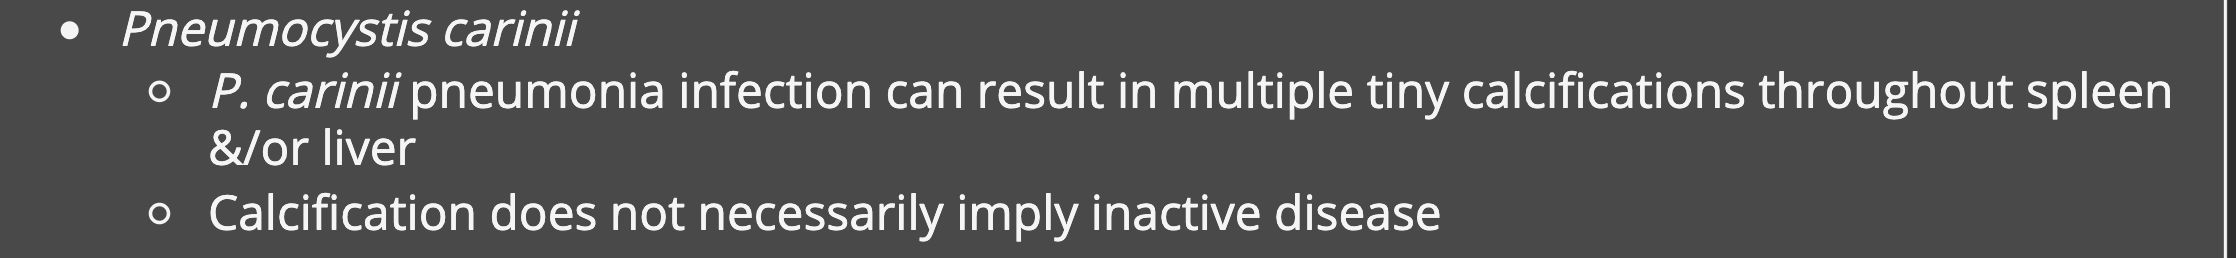 • Pneumocystis carinii
◦ P. carinii pneumonia infection can result in multiple tiny calcifications throughout spleen
&/or liver
◦ Calcification does not necessarily imply inactive disease